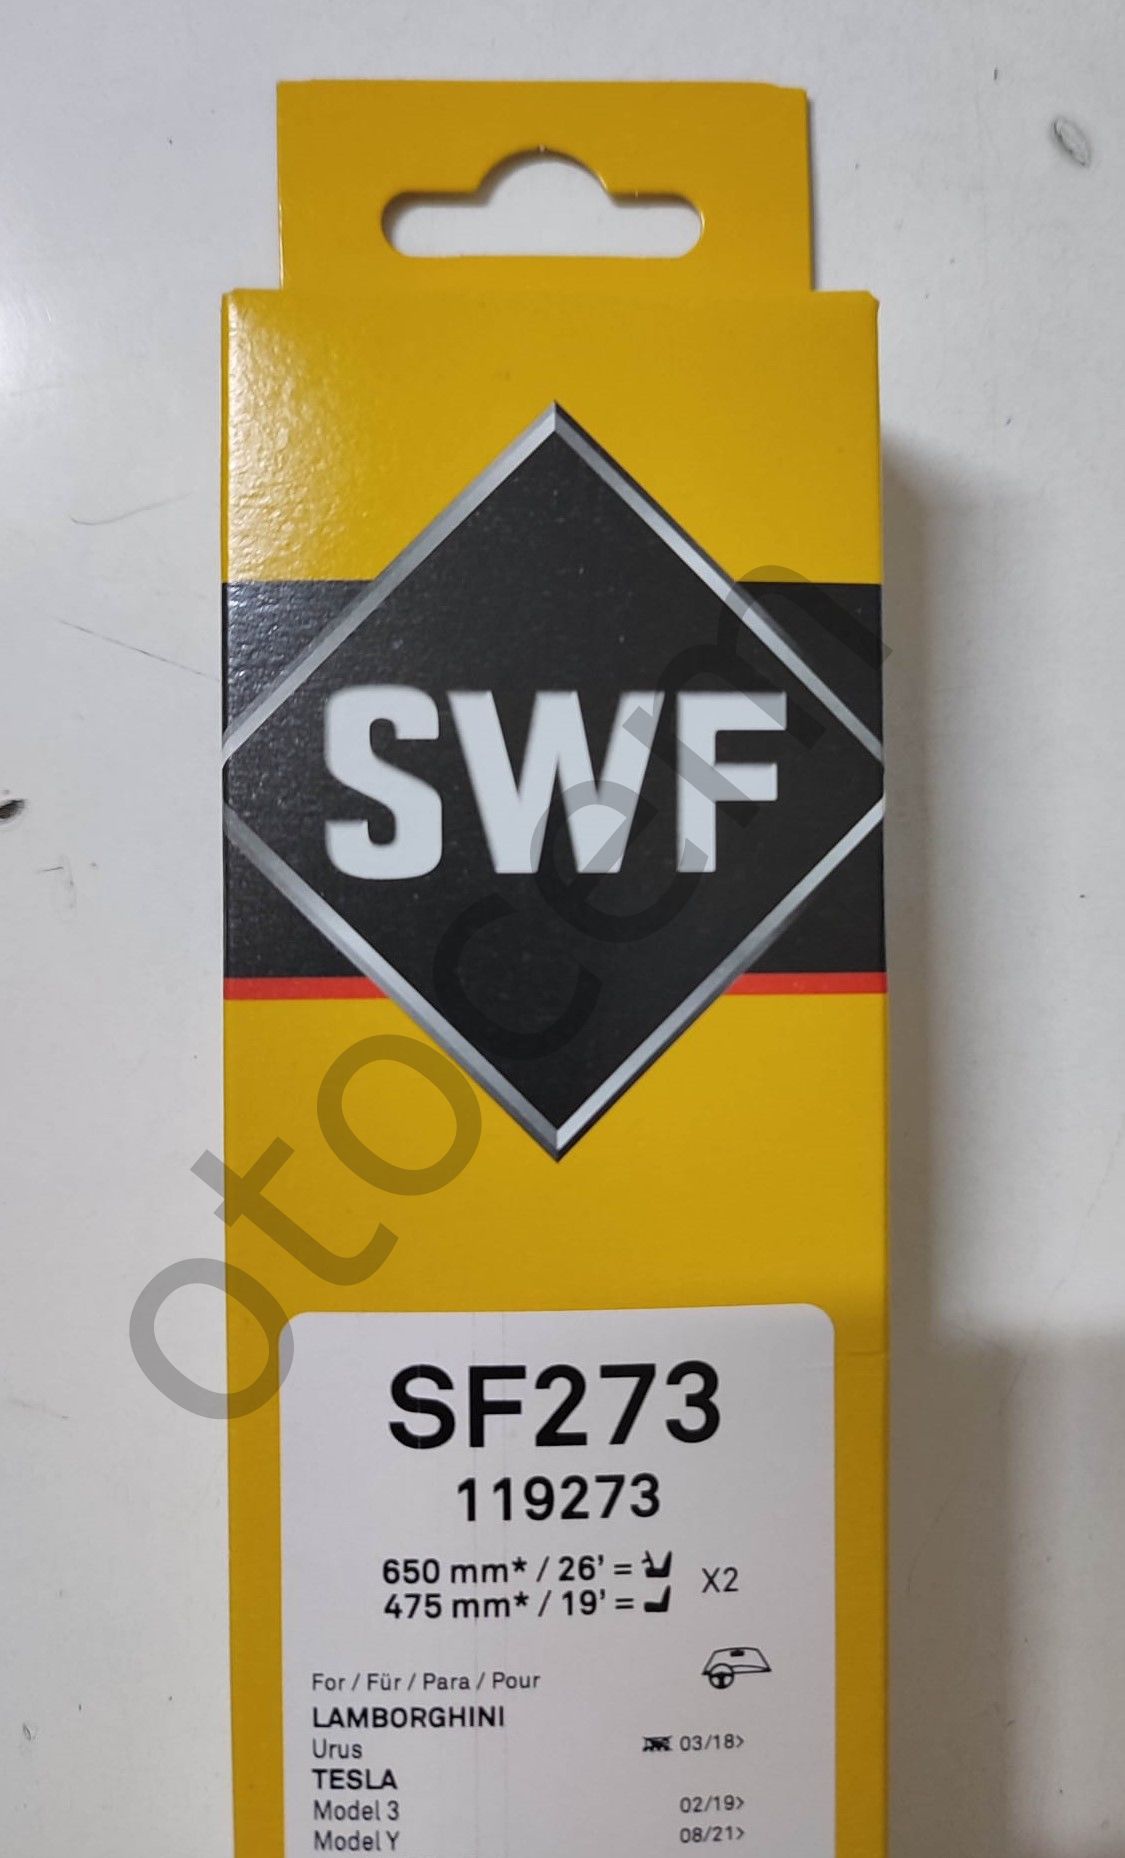 SWF
otocem
SF273
119273
650 mm* / 26' =
475 mm* / 19' =
X2
For / Für / Para / Pour
LAMBORGHINI
Urus 03/18>
TESLA
Model 3 02/19>
Model Y 08/21>